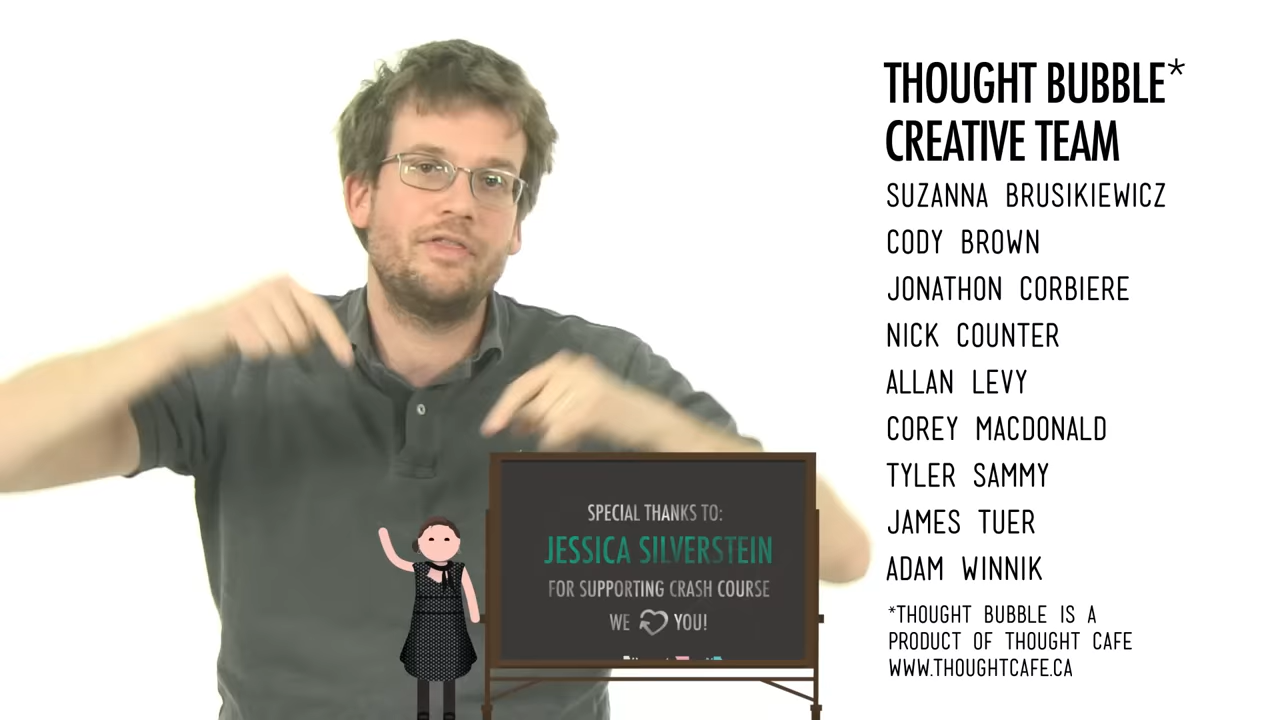 THOUGHT BUBBLE*
CREATIVE TEAM
SUZANNA BRUSIKIEWICZ
CODY BROWN
JONATHON CORBIERE
NICK COUNTER
ALLAN LEVY
COREY MACDONALD
TYLER SAMMY
JAMES TUER
ADAM WINNIK
*THOUGHT BUBBLE IS A
PRODUCT OF THOUGHT CAFE
WWW.THOUGHTCAFE.CA
SPECIAL THANKS TO:
JESSICA SILVERSTEIN
FOR SUPPORTING CRASH COURSE
WE YOU!